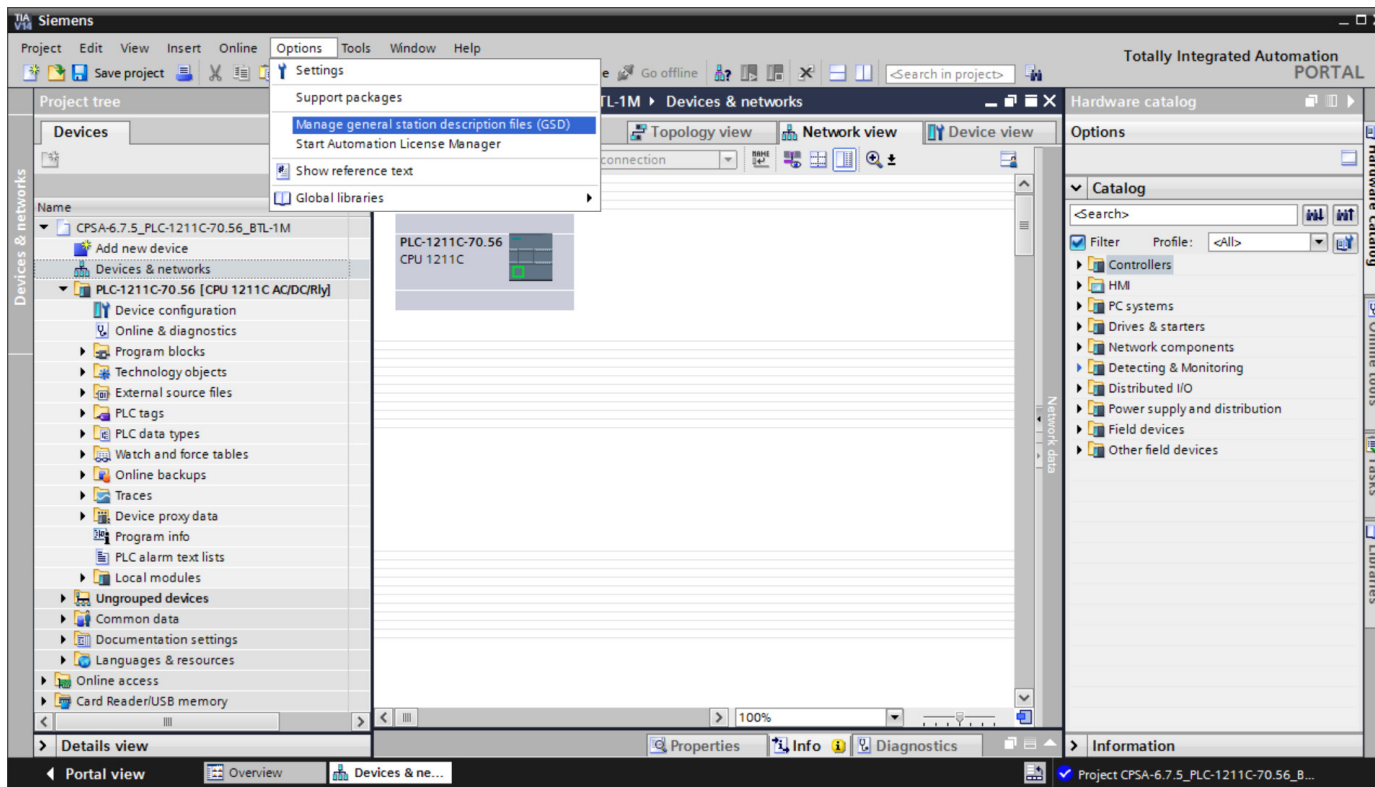 TIA V14 Siemens
Project Edit View Insert Online Options Tools Window Help
Totally Integrated Automation
PORTAL
Save project
Go offline
<Search in project>
Settings
Support packages
Manage general station description files (GSD)
Start Automation License Manager
Show reference text
Global libraries
Project tree
Devices
Name
CPSA-6.7.5_PLC-1211C-70.56_BTL-1M
Add new device
Devices & networks
PLC-1211C-70.56 [CPU 1211C AC/DC/Rly]
Device configuration
Online & diagnostics
Program blocks
Technology objects
External source files
PLC tags
PLC data types
Watch and force tables
Online backups
Traces
Device proxy data
Program info
PLC alarm text lists
Local modules
Ungrouped devices
Common data
Documentation settings
Languages & resources
Online access
Card Reader/USB memory
Details view
Devices & networks
TL-1M Devices & networks
Topology view Network view Device view
connection
PLC-1211C-70.56
CPU 1211C
Network data
100%
Properties Info Diagnostics
Hardware catalog
Options
Catalog
<Search>
Filter Profile: <All>
Controllers
HMI
PC systems
Drives & starters
Network components
Detecting & Monitoring
Distributed I/O
Power supply and distribution
Field devices
Other field devices
Information
Hardware catalog
Online tools
Tasks
Libraries
Portal view Overview Devices & ne...
Project CPSA-6.7.5_PLC-1211C-70.56_B...